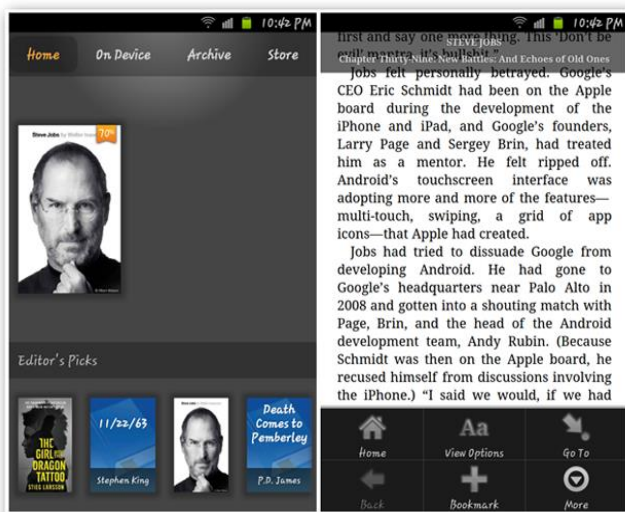 10:42 PM
Home
On Device
Archive
Store
Steve Jobs by Walter Isaacson
70%
Editor's Picks
THE
GIRL
DRAGON
TATTOO
STIEG LARSSON
11/22/63
Stephen King
Death
Comes to
Pemberley
P.D. James
10:42 PM
first and say one more thing. This 'Don't be
evil' mantra, it's bullshit."
STEVE JOBS
Chapter Thirty-Nine: New Battles: And Echoes of Old Ones
Jobs felt personally betrayed. Google's
CEO Eric Schmidt had been on the Apple
board during the development of the
iPhone and iPad, and Google's founders,
Larry Page and Sergey Brin, had treated
him as a mentor. He felt ripped off.
Android's touchscreen interface was
adopting more and more of the features—
multi-touch, swiping, a grid of app
icons—that Apple had created.
Jobs had tried to dissuade Google from
developing Android. He had gone to
Google's headquarters near Palo Alto in
2008 and gotten into a shouting match with
Page, Brin, and the head of the Android
development team, Andy Rubin. (Because
Schmidt was then on the Apple board, he
recused himself from discussions involving
the iPhone.) “I said we would, if we had
Home
Aa
View Options
Go To
Back
Bookmark
More